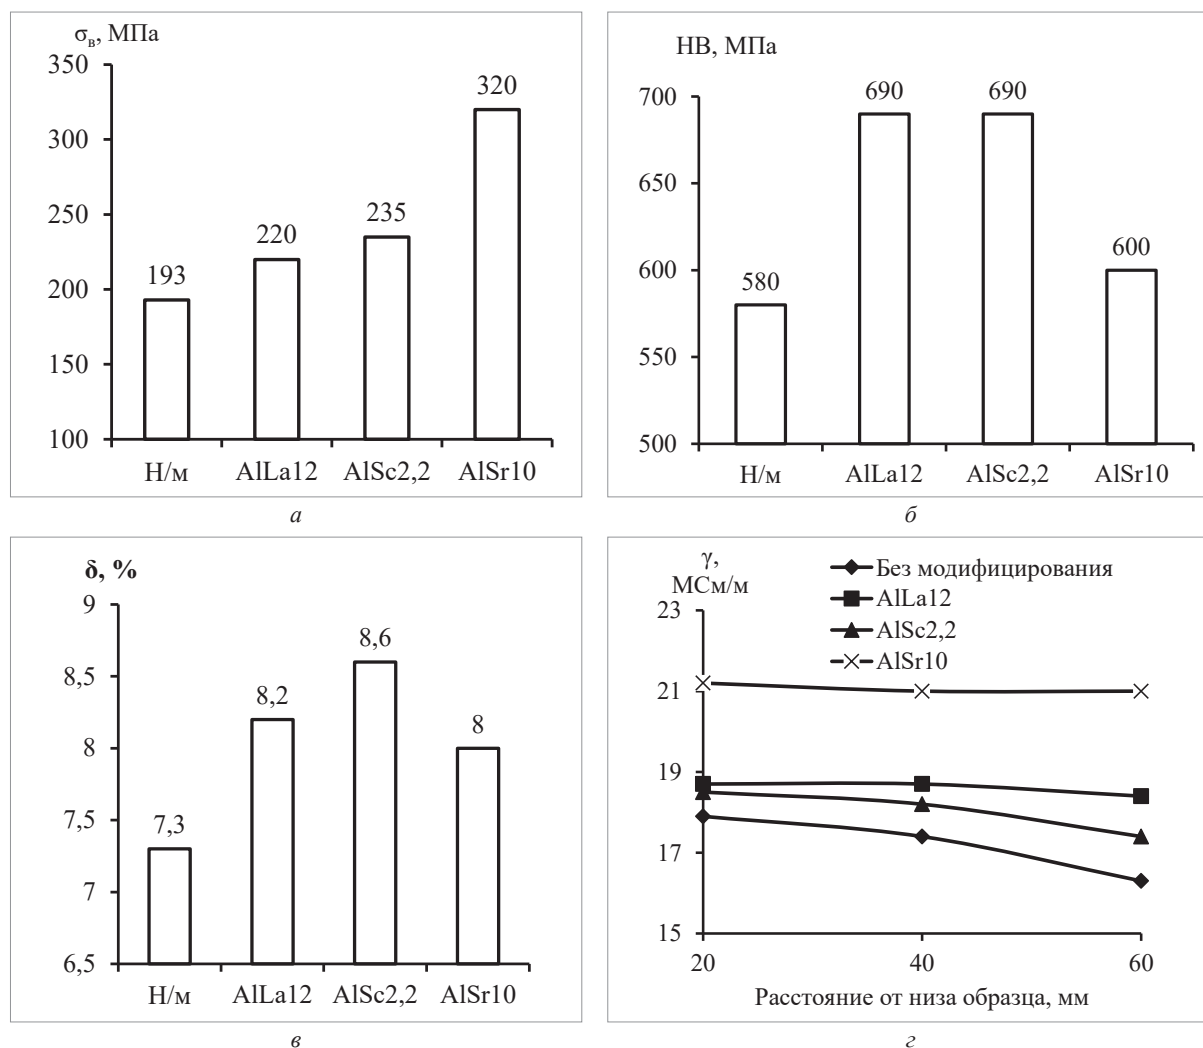 σв, МПа
350
300
250
200
150
100
193
220
235
320
Н/м
AlLa12
AlSc2,2
AlSr10
а
НВ, МПа
700
650
600
550
500
580
690
690
600
Н/м
AlLa12
AlSc2,2
AlSr10
б
δ, %
9
8,5
8
7,5
7
6,5
7,3
8,2
8,6
8
Н/м
AlLa12
AlSc2,2
AlSr10
в
γ,
МСм/м
Без модифицирования
AlLa12
AlSc2,2
AlSr10
23
21
19
17
15
20
40
60
Расстояние от низа образца, мм
г